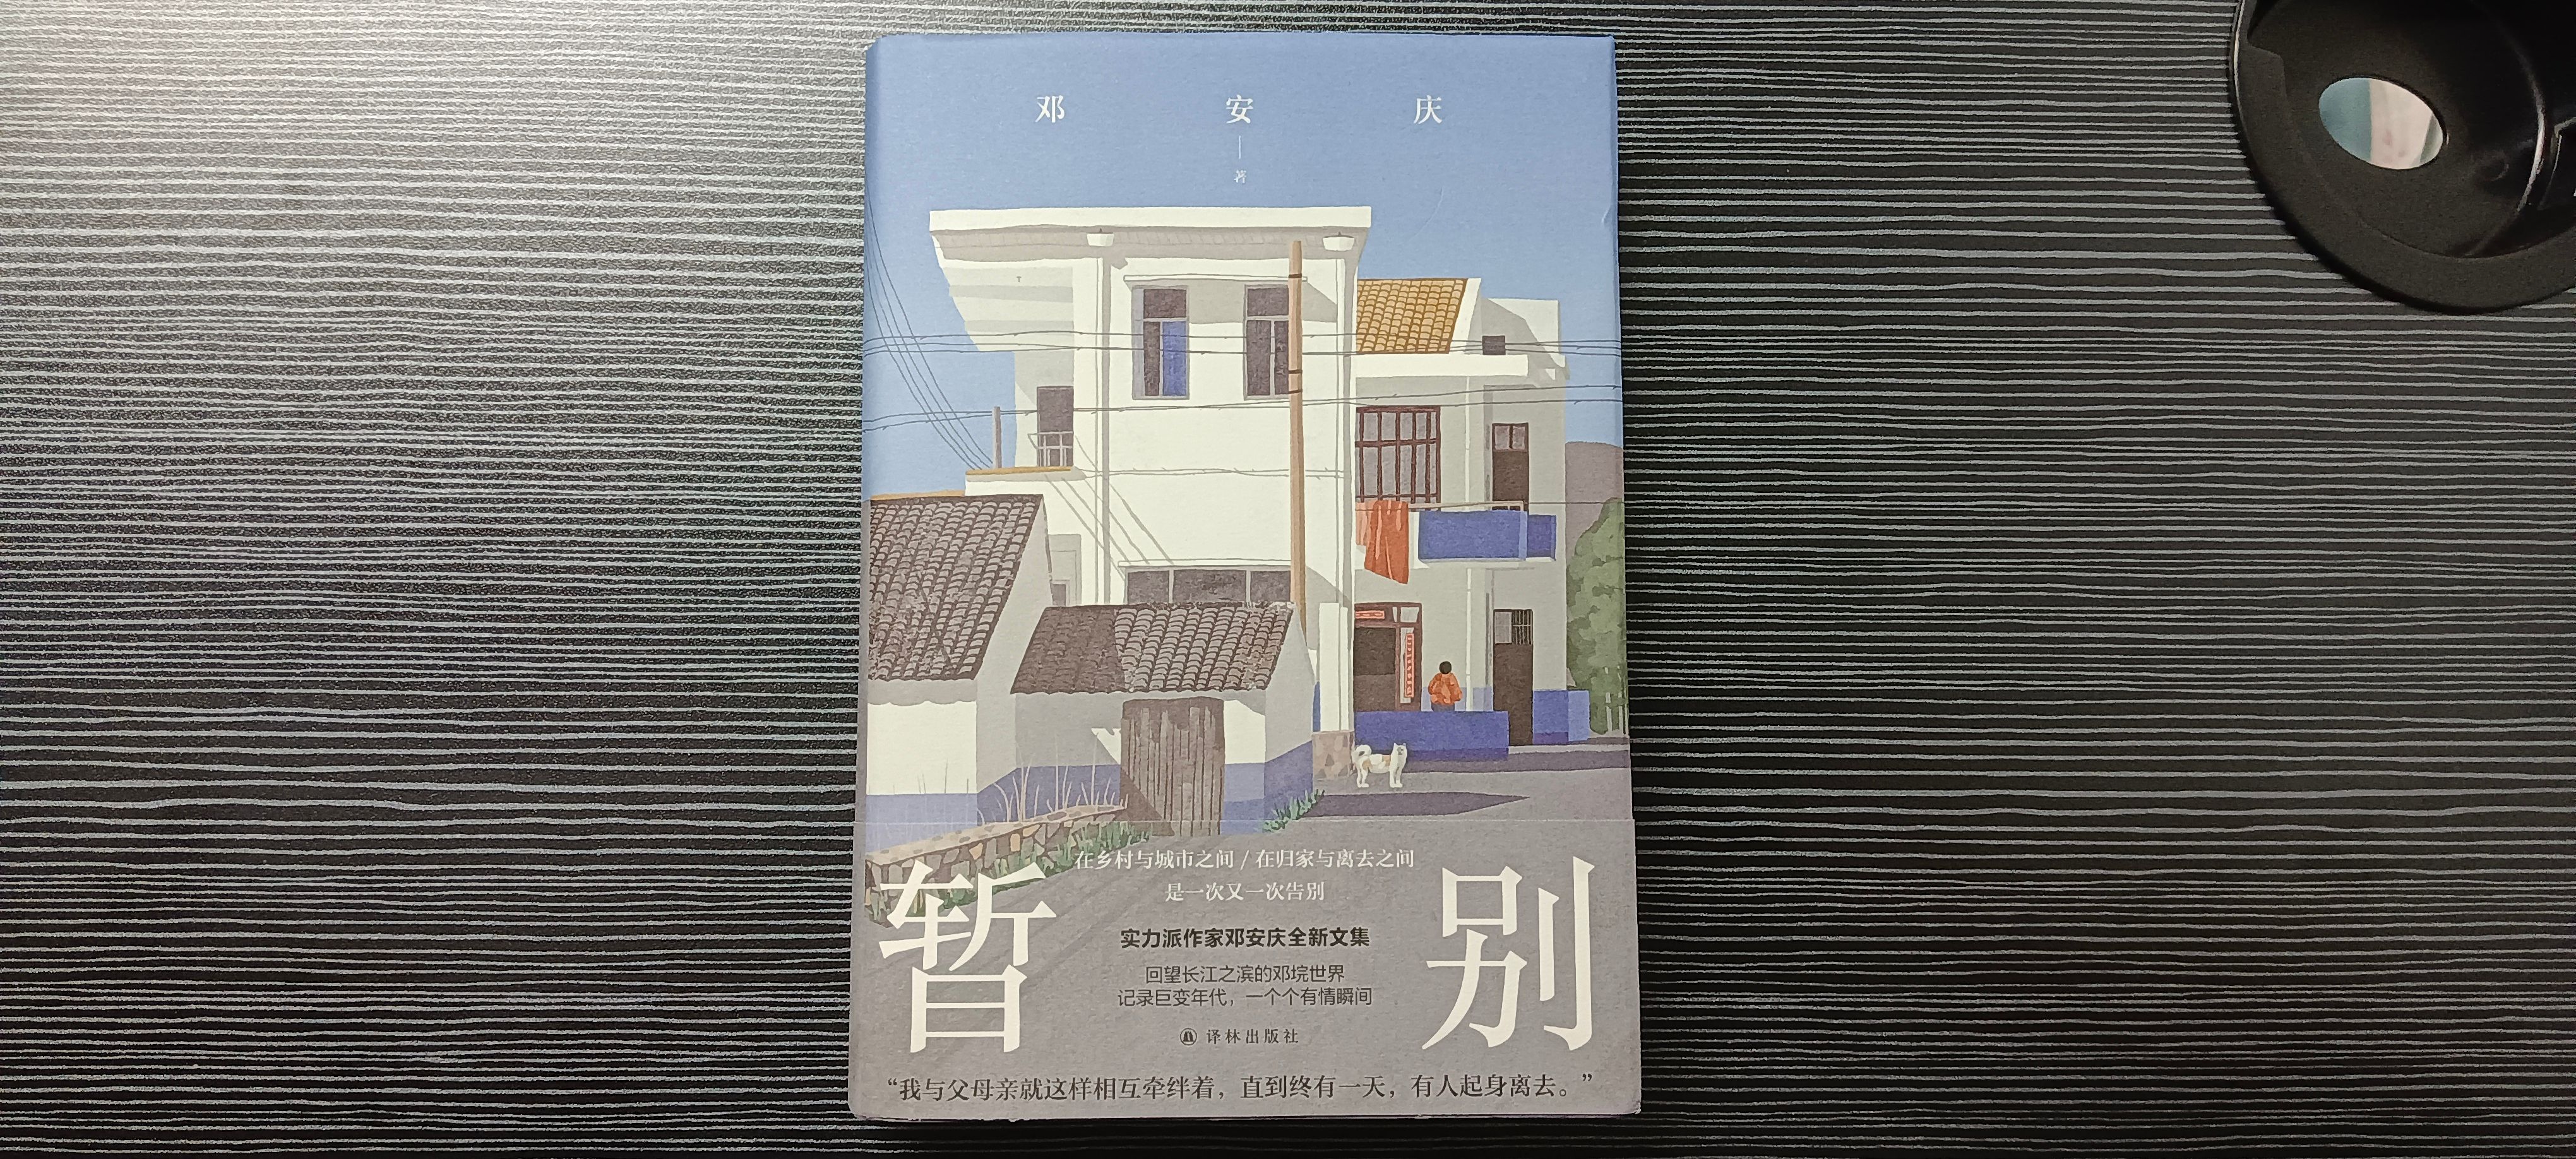 邓安庆
著
在乡村与城市之间 / 在归家与离去之间
是一次又一次告别
暂别
实力派作家邓安庆全新文集
回望长江之滨的邓垸世界
记录巨变年代，一个个有情瞬间
译林出版社
“我与父母亲就这样相互牵绊着，直到终有一天，有人起身离去。”